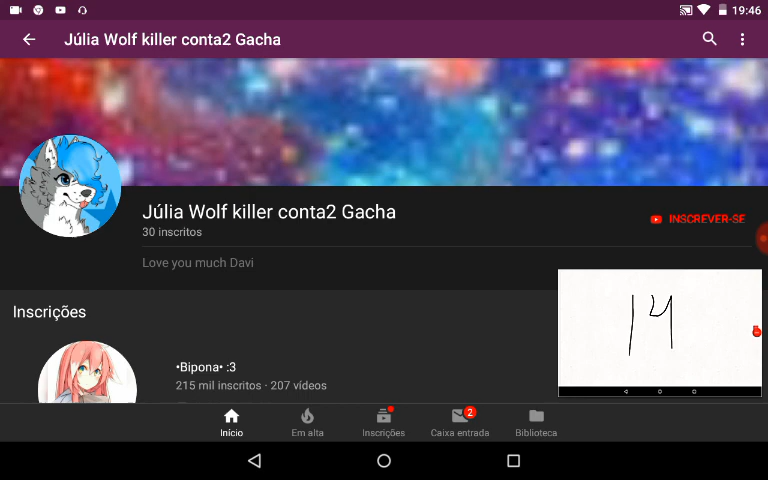 19:46
Júlia Wolf killer conta2 Gacha
Júlia Wolf killer conta2 Gacha
30 inscritos
INSCREVER-SE
Love you much Davi
Inscrições
14
•Bipona• :3
215 mil inscritos · 207 vídeos
2
Início
Em alta
Inscrições
Caixa entrada
Biblioteca